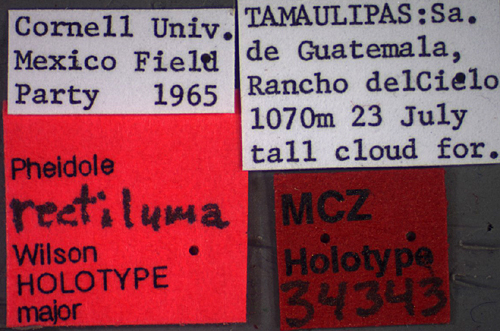 Cornell Univ.
Mexico Field
Party 1965
TAMAULIPAS:Sa.
de Guatemala,
Rancho delCielo
1070m 23 July
tall cloud for.
Pheidole
rectiluma
Wilson
HOLOTYPE
major
MCZ
Holotype
34343